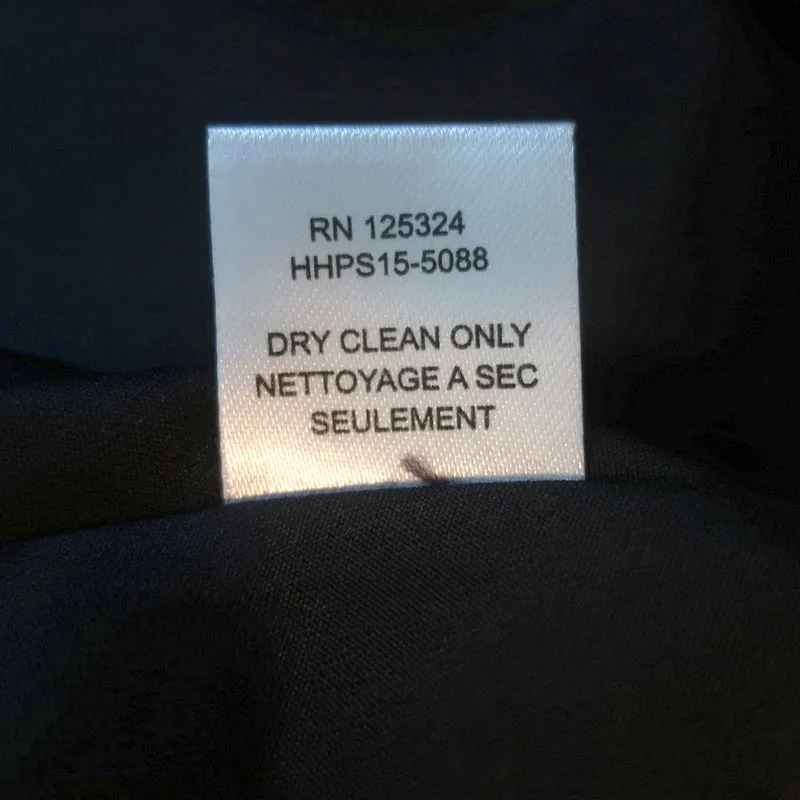 RN 125324
HHPS15-5088
DRY CLEAN ONLY
NETTOYAGE A SEC
SEULEMENT